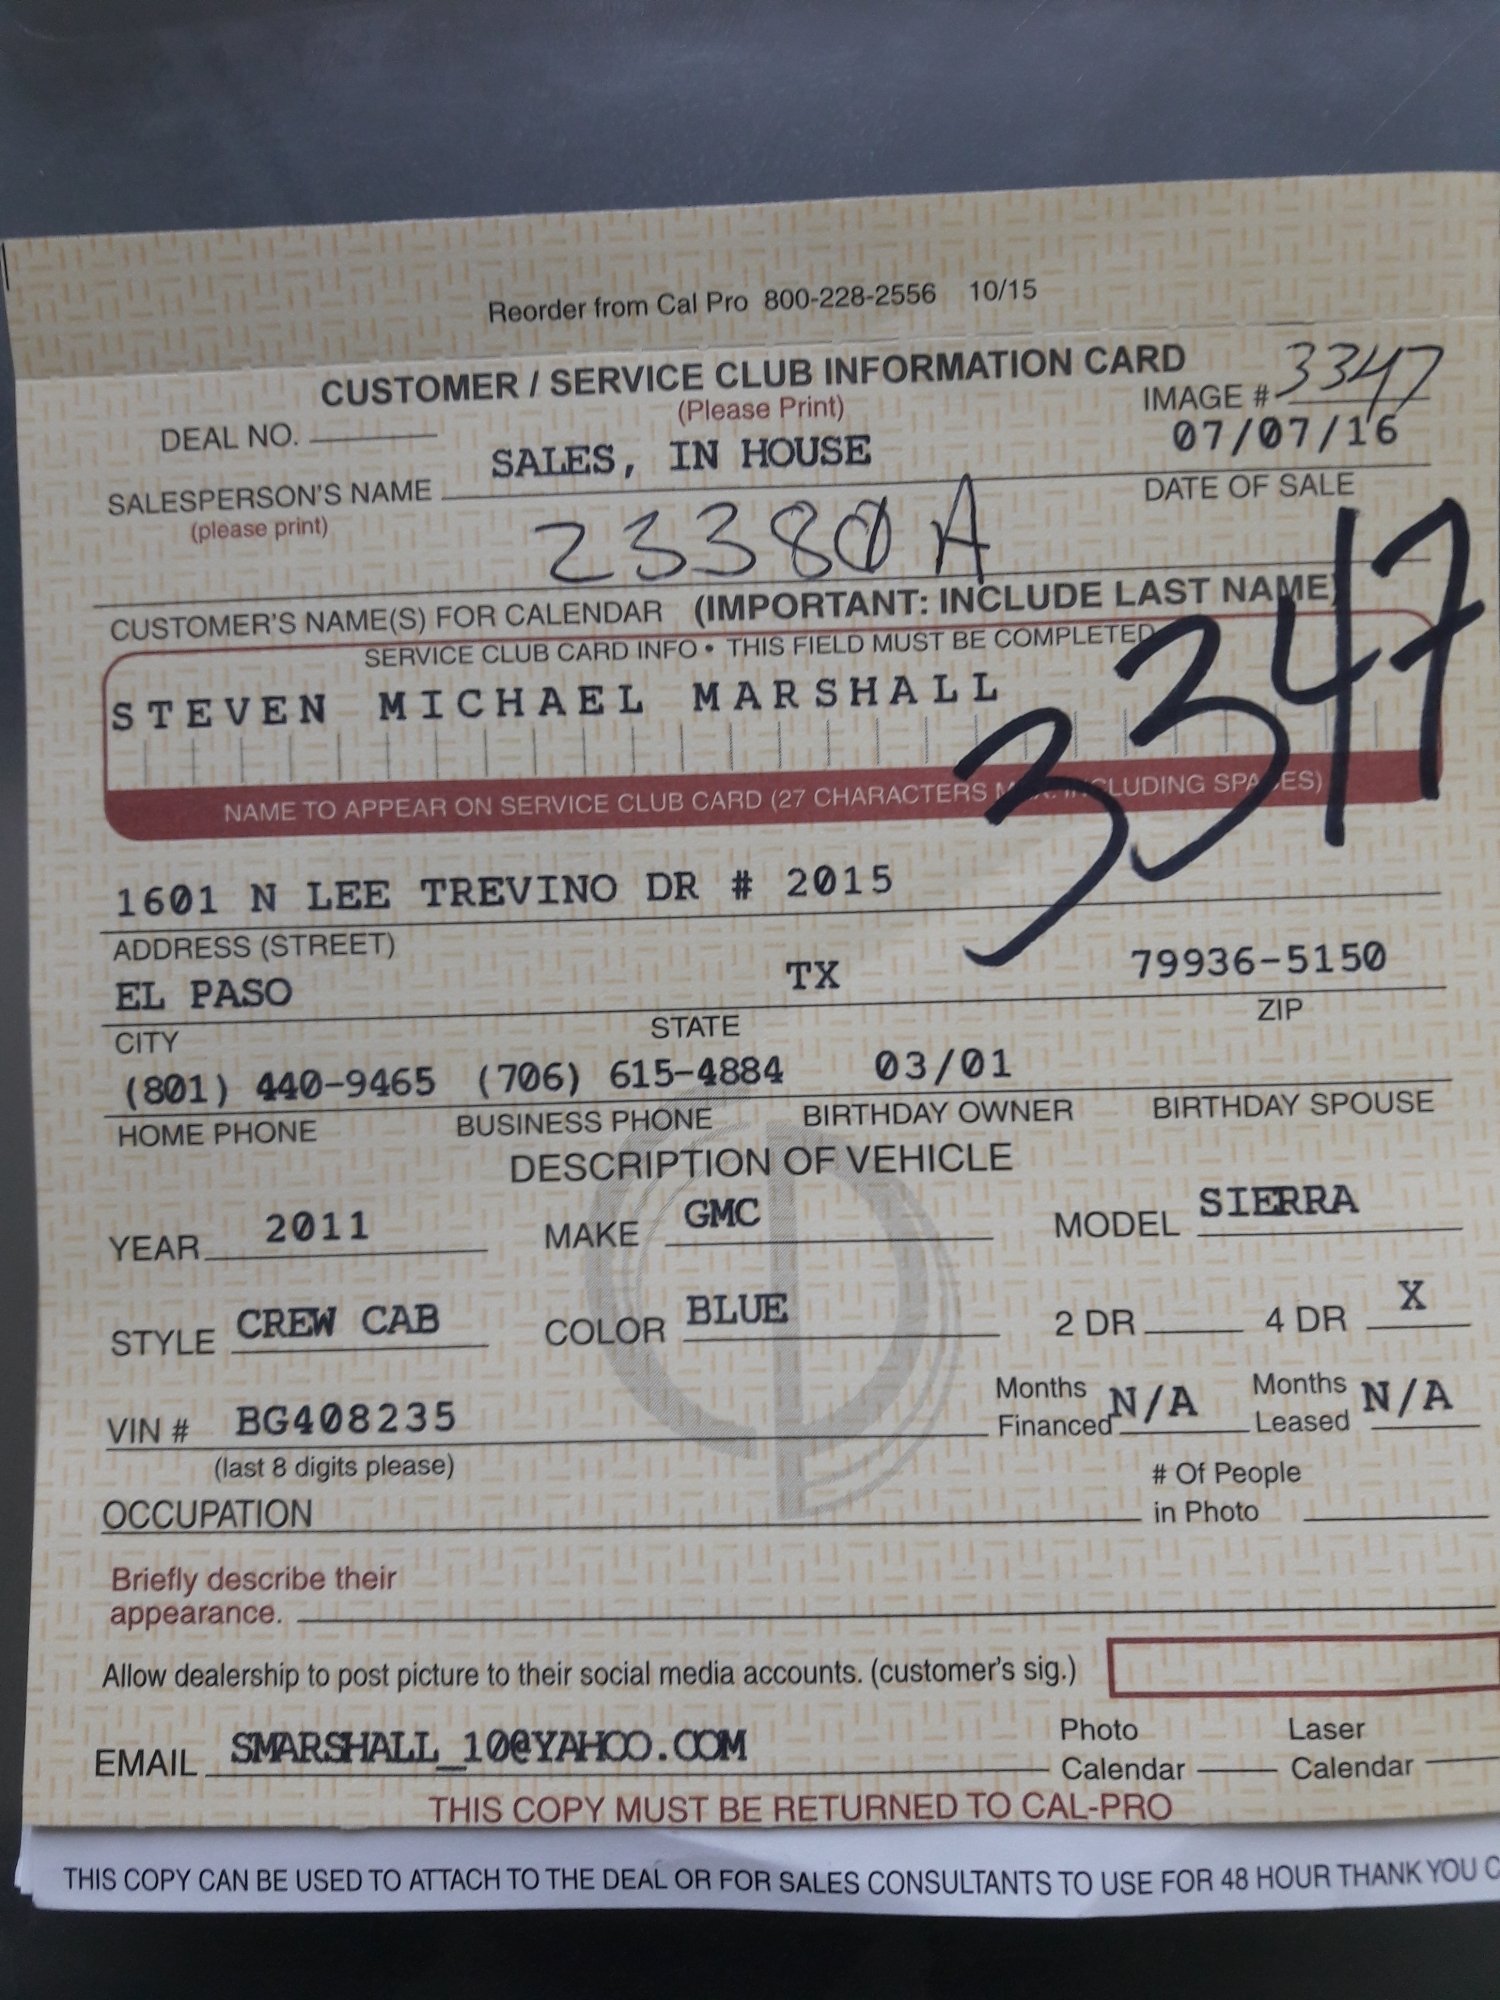 Reorder from Cal Pro 800-228-2556 10/15
CUSTOMER / SERVICE CLUB INFORMATION CARD
(Please Print)
IMAGE # 3347
DEAL NO.
SALES, IN HOUSE
07/07/16
SALESPERSON'S NAME
DATE OF SALE
(please print)
23380A
CUSTOMER'S NAME(S) FOR CALENDAR (IMPORTANT: INCLUDE LAST NAME)
3347
SERVICE CLUB CARD INFO • THIS FIELD MUST BE COMPLETED
STEVEN MICHAEL MARSHALL
NAME TO APPEAR ON SERVICE CLUB CARD (27 CHARACTERS MAX. INCLUDING SPACES)
1601 N LEE TREVINO DR # 2015
ADDRESS (STREET)
EL PASO TX 79936-5150
CITY STATE ZIP
(801) 440-9465 (706) 615-4884 03/01
HOME PHONE BUSINESS PHONE BIRTHDAY OWNER BIRTHDAY SPOUSE
DESCRIPTION OF VEHICLE
YEAR 2011 MAKE GMC MODEL SIERRA
STYLE CREW CAB COLOR BLUE 2 DR 4 DR X
VIN # BG408235 Months Financed N/A Months Leased N/A
(last 8 digits please)
OCCUPATION # Of People in Photo
Briefly describe their
appearance.
Allow dealership to post picture to their social media accounts. (customer's sig.)
EMAIL SMARSHALL_10@YAHOO.COM Photo Calendar Laser Calendar
THIS COPY MUST BE RETURNED TO CAL-PRO
THIS COPY CAN BE USED TO ATTACH TO THE DEAL OR FOR SALES CONSULTANTS TO USE FOR 48 HOUR THANK YOU